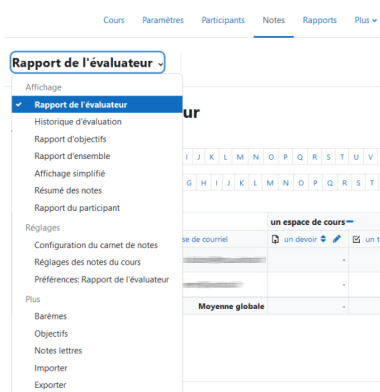 Cours Paramètres Participants Notes Rapports Plus
Rapport de l'évaluateur
Affichage
Rapport de l'évaluateur
ur
Historique d'évaluation
Rapport d'objectifs
Rapport d'ensemble
I J K L M N O P Q R S T U V
Affichage simplifié
Résumé des notes
G H I J K L M N O P Q R S T
Rapport du participant
Réglages
un espace de cours
Configuration du carnet de notes
se de courriel un devoir un t
Réglages des notes du cours
-
Préférences: Rapport de l'évaluateur
-
Plus
Barèmes
Moyenne globale -
Objectifs
Notes lettres
Importer
Exporter